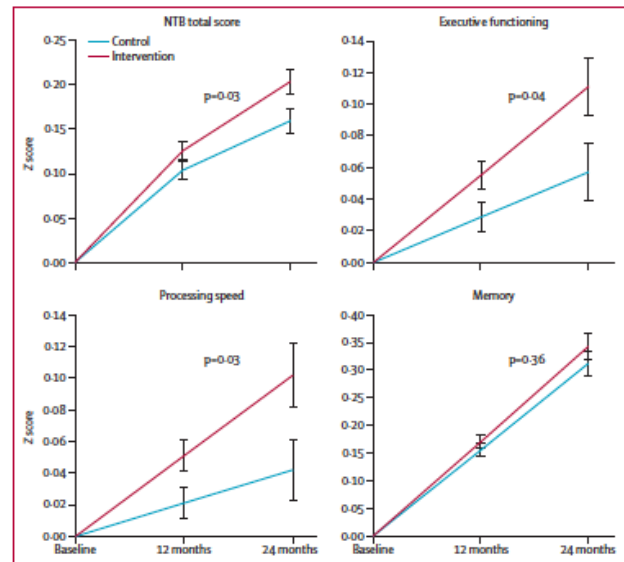 NTB total score
Control
Intervention
p=0·03
Z score
0·25
0·20
0·15
0·10
0·05
0·00
Executive functioning
p=0·04
0·14
0·12
0·10
0·08
0·06
0·04
0·02
0·00
Processing speed
p=0·03
Z score
0·14
0·12
0·10
0·08
0·06
0·04
0·02
0·00
Baseline 12 months 24 months
Memory
p=0·36
0·40
0·35
0·30
0·25
0·20
0·15
0·10
0·05
0·00
Baseline 12 months 24 months